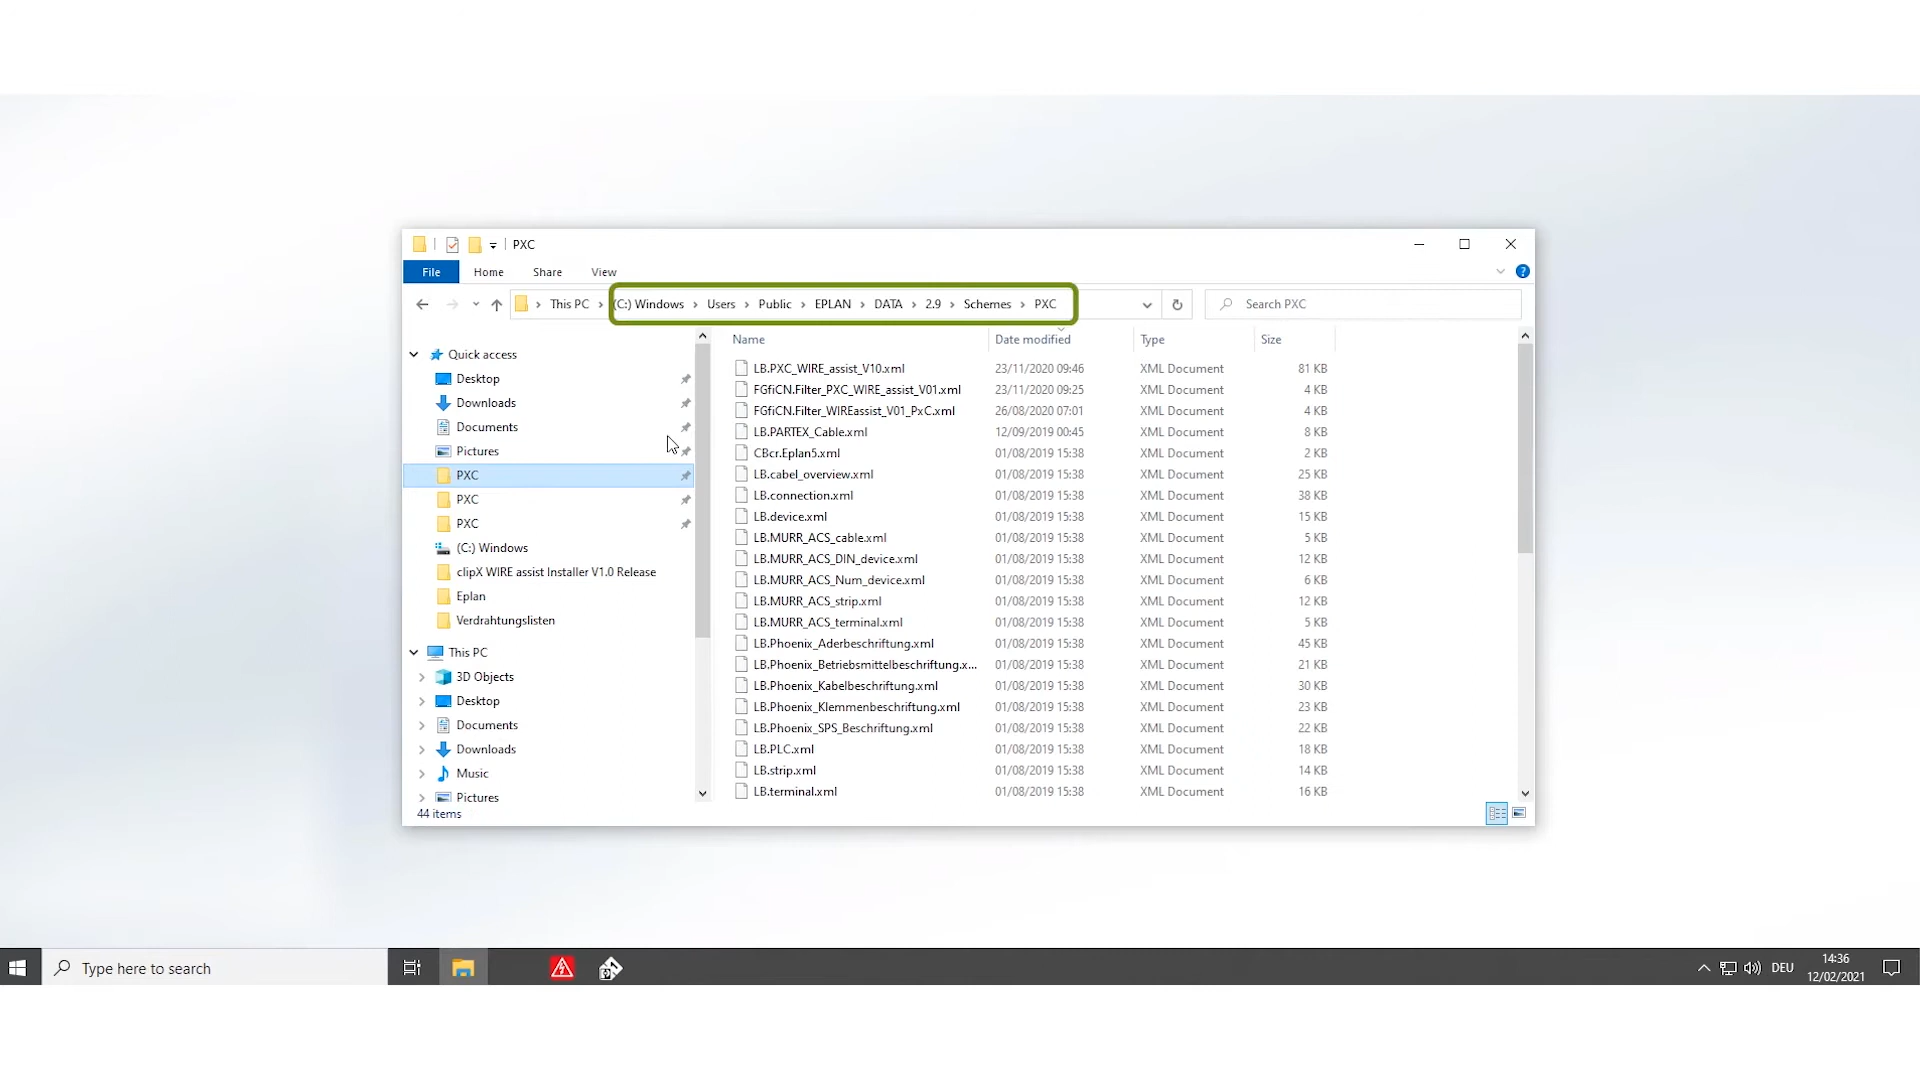 PXC
File Home Share View
This PC (C:) Windows Users Public EPLAN DATA 2.9 Schemes PXC Search PXC
Quick access
Desktop
Downloads
Documents
Pictures
PXC
PXC
PXC
(C:) Windows
clipX WIRE assist Installer V1.0 Release
Eplan
Verdrahtungslisten
This PC
3D Objects
Desktop
Documents
Downloads
Music
Pictures
Name Date modified Type Size
LB.PXC_WIRE_assist_V10.xml 23/11/2020 09:46 XML Document 81 KB
FGfiCN.Filter_PXC_WIRE_assist_V01.xml 23/11/2020 09:25 XML Document 4 KB
FGfiCN.Filter_WIREassist_V01_PxC.xml 26/08/2020 07:01 XML Document 4 KB
LB.PARTEX_Cable.xml 12/09/2019 00:45 XML Document 8 KB
CBcr.Eplan5.xml 01/08/2019 15:38 XML Document 2 KB
LB.cabel_overview.xml 01/08/2019 15:38 XML Document 25 KB
LB.connection.xml 01/08/2019 15:38 XML Document 38 KB
LB.device.xml 01/08/2019 15:38 XML Document 15 KB
LB.MURR_ACS_cable.xml 01/08/2019 15:38 XML Document 5 KB
LB.MURR_ACS_DIN_device.xml 01/08/2019 15:38 XML Document 12 KB
LB.MURR_ACS_Num_device.xml 01/08/2019 15:38 XML Document 6 KB
LB.MURR_ACS_strip.xml 01/08/2019 15:38 XML Document 12 KB
LB.MURR_ACS_terminal.xml 01/08/2019 15:38 XML Document 5 KB
LB.Phoenix_Aderbeschriftung.xml 01/08/2019 15:38 XML Document 45 KB
LB.Phoenix_Betriebsmittelbeschriftung.x... 01/08/2019 15:38 XML Document 21 KB
LB.Phoenix_Kabelbeschriftung.xml 01/08/2019 15:38 XML Document 30 KB
LB.Phoenix_Klemmenbeschriftung.xml 01/08/2019 15:38 XML Document 23 KB
LB.Phoenix_SPS_Beschriftung.xml 01/08/2019 15:38 XML Document 22 KB
LB.PLC.xml 01/08/2019 15:38 XML Document 18 KB
LB.strip.xml 01/08/2019 15:38 XML Document 14 KB
LB.terminal.xml 01/08/2019 15:38 XML Document 16 KB
44 items
Type here to search
DEU
14:36
12/02/2021